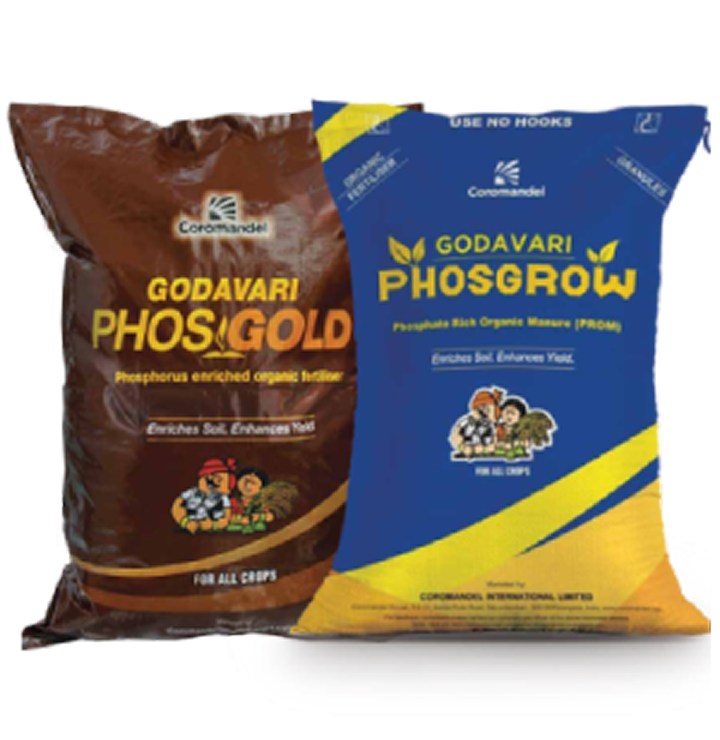 Coromandel
GODAVARI
PHOSGOLD
Phosphorus enriched organic fertiliser
Enriches Soil, Enhances Yield.
FOR ALL CROPS
USE NO HOOKS
ORGANIC
FERTILISER
GRANULES
Coromandel
GODAVARI
PHOSGROW
Phosphate Rich Organic Manure (PROM)
Enriches Soil, Enhances Yield.
FOR ALL CROPS
Marketed by
COROMANDEL INTERNATIONAL LIMITED